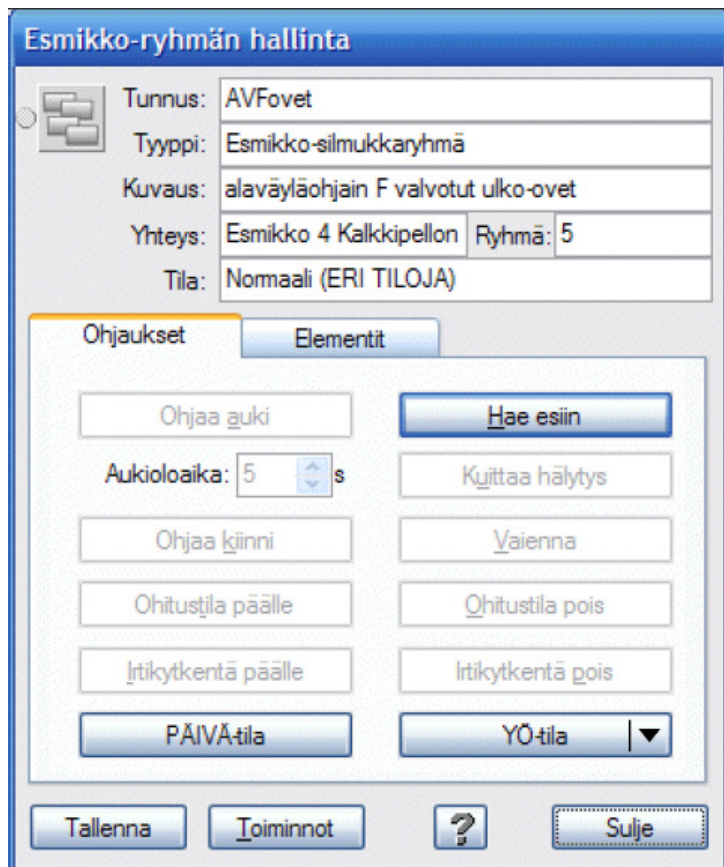 Esmikko-ryhmän hallinta
Tunnus: AVFovet
Tyyppi: Esmikko-silmukkaryhmä
Kuvaus: alaväyläohjain F valvotut ulko-ovet
Yhteys: Esmikko 4 Kalkkipellon Ryhmä: 5
Tila: Normaali (ERI TILOJA)
Ohjaukset Elementit
Ohjaa auki Hae esiin
Aukioloaika: 5 s Kuittaa hälytys
Ohjaa kiinni Vaienna
Ohitustila päälle Ohitustila pois
Irtikytkentä päälle Irtikytkentä pois
PÄIVÄ-tila YÖ-tila
Tallenna Toiminnot ? Sulje